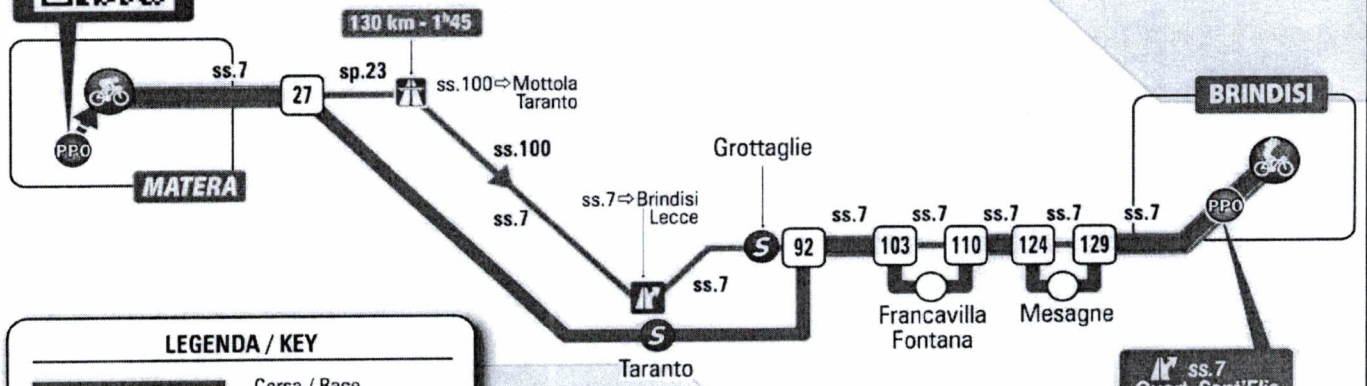 130 km - 1ʰ45
ss.7
27
sp.23
ss.100⇨Mottola
Taranto
PPO
MATERA
ss.100
ss.7
ss.7⇨Brindisi
Lecce
Grottaglie
S
ss.7
S
Taranto
92
ss.7
103
ss.7
110
ss.7
124
ss.7
129
ss.7
Francavilla
Fontana
Mesagne
BRINDISI
PPO
ss.7
LEGENDA / KEY
Corsa / Race